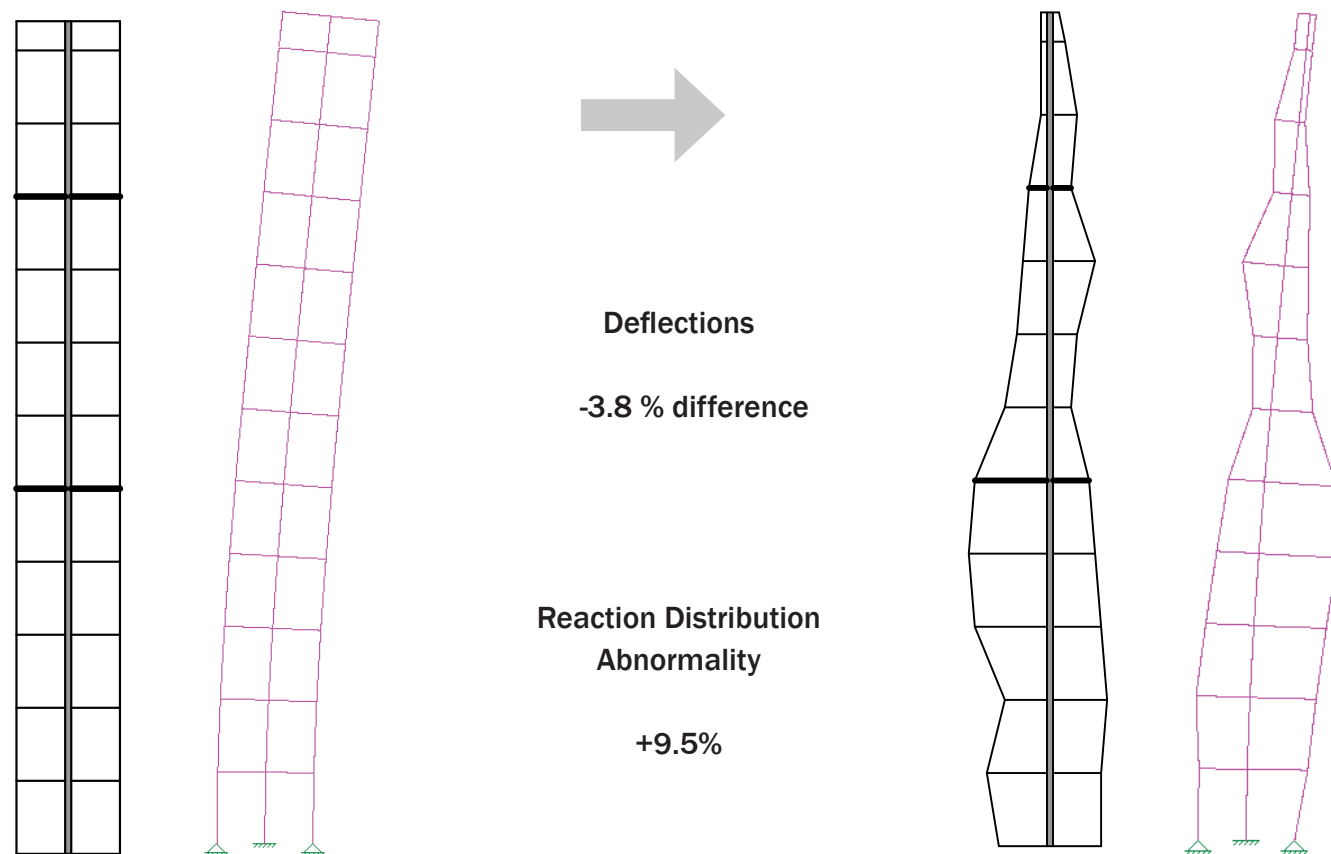 Deflections
-3.8 % difference
Reaction Distribution
Abnormality
+9.5%